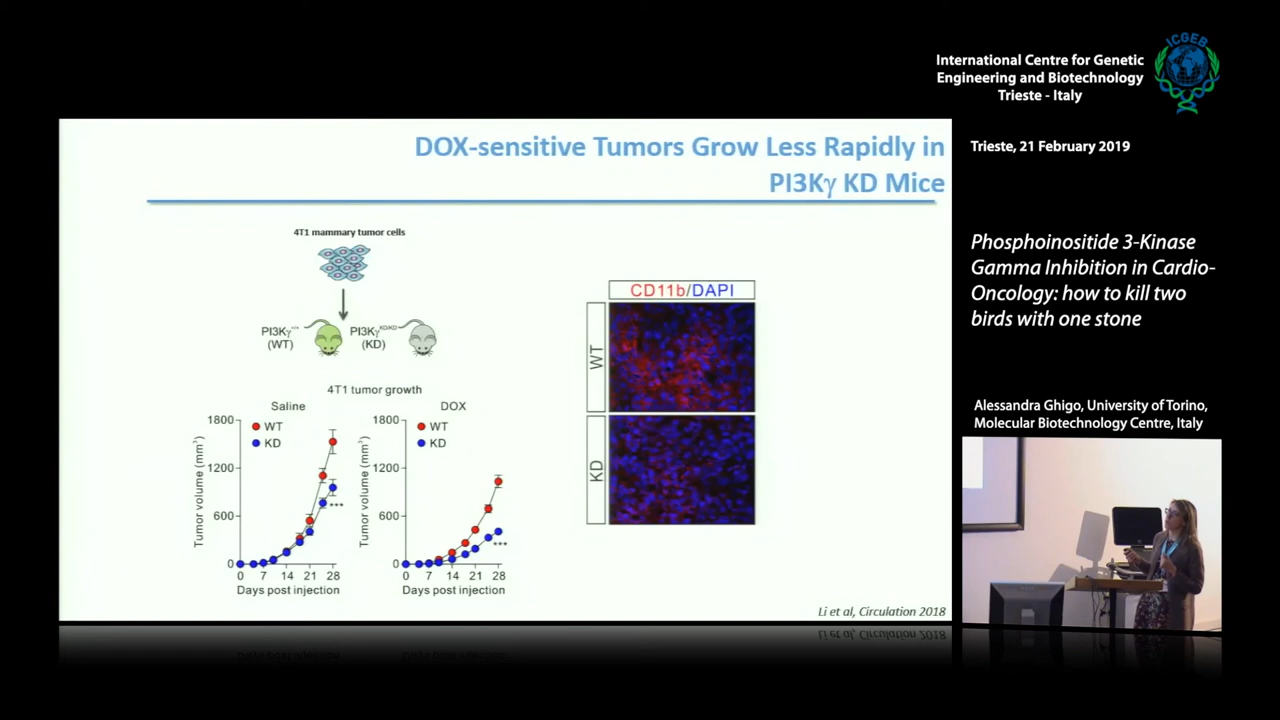 International Centre for Genetic
Engineering and Biotechnology
Trieste - Italy
ICGEB
Trieste, 21 February 2019
Phosphoinositide 3-Kinase
Gamma Inhibition in Cardio-
Oncology: how to kill two
birds with one stone
Alessandra Ghigo, University of Torino,
Molecular Biotechnology Centre, Italy
DOX-sensitive Tumors Grow Less Rapidly in
PI3Kγ KD Mice
4T1 mammary tumor cells
PI3Kγ+/+
(WT)
PI3KγKD/KD
(KD)
4T1 tumor growth
Saline
Tumor volume (mm³)
1800
1200
600
0
WT
KD
***
0 7 14 21 28
Days post injection
DOX
Tumor volume (mm³)
1800
1200
600
0
WT
KD
***
0 7 14 21 28
Days post injection
CD11b/DAPI
WT
KD
Li et al, Circulation 2018